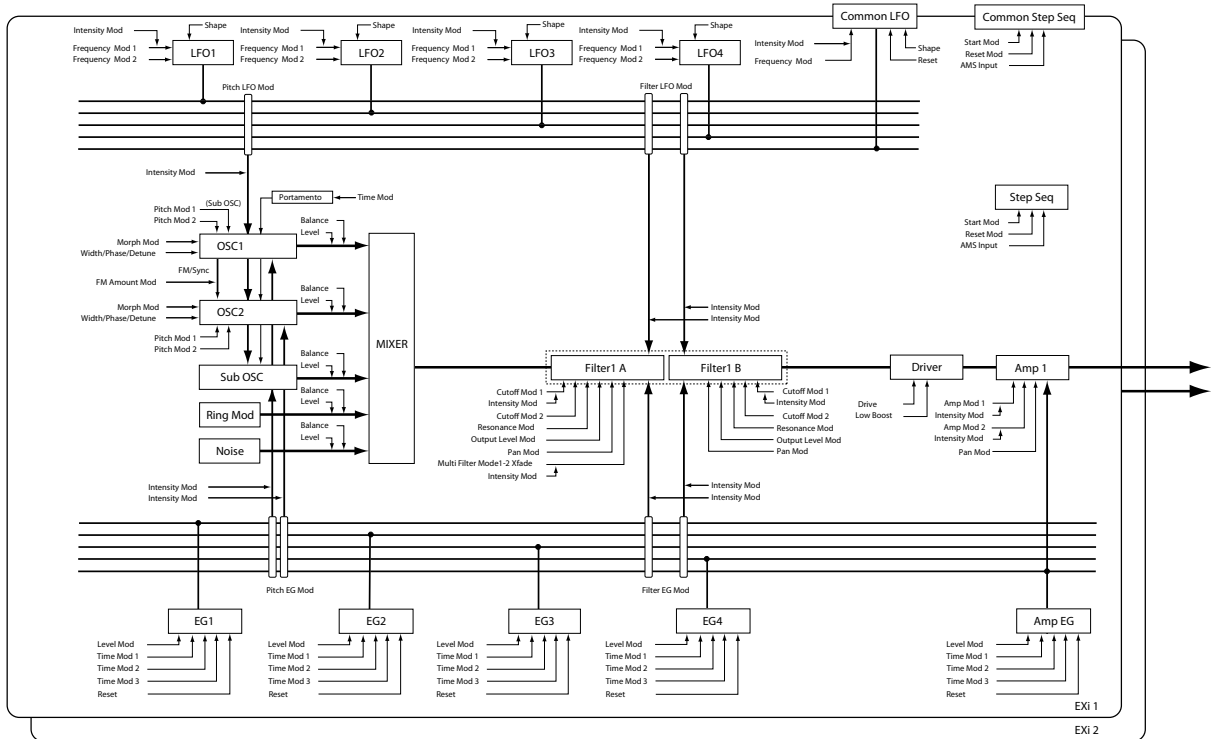 Common LFO
Common Step Seq
Intensity Mod
Shape
Frequency Mod 1
Frequency Mod 2
LFO1
Intensity Mod
Shape
Frequency Mod 1
Frequency Mod 2
LFO2
Intensity Mod
Shape
Frequency Mod 1
Frequency Mod 2
LFO3
Intensity Mod
Shape
Frequency Mod 1
Frequency Mod 2
LFO4
Intensity Mod
Frequency Mod
Shape
Reset
Start Mod
Reset Mod
AMS Input
Pitch LFO Mod
Filter LFO Mod
Intensity Mod
Portamento
Time Mod
Step Seq
Start Mod
Reset Mod
AMS Input
(Sub OSC)
Pitch Mod 1
Pitch Mod 2
Morph Mod
Width/Phase/Detune
OSC1
Balance
Level
FM/Sync
FM Amount Mod
Morph Mod
Width/Phase/Detune
OSC2
Balance
Level
Pitch Mod 1
Pitch Mod 2
Sub OSC
Balance
Level
Ring Mod
Balance
Level
Noise
Balance
Level
MIXER
Intensity Mod
Intensity Mod
Filter1 A
Filter1 B
Driver
Amp 1
Cutoff Mod 1
Intensity Mod
Cutoff Mod 2
Resonance Mod
Output Level Mod
Pan Mod
Multi Filter Mode1-2 Xfade
Intensity Mod
Cutoff Mod 1
Intensity Mod
Cutoff Mod 2
Resonance Mod
Output Level Mod
Pan Mod
Drive
Low Boost
Amp Mod 1
Intensity Mod
Amp Mod 2
Intensity Mod
Pan Mod
Intensity Mod
Intensity Mod
Intensity Mod
Intensity Mod
Pitch EG Mod
Filter EG Mod
EG1
Level Mod
Time Mod 1
Time Mod 2
Time Mod 3
Reset
EG2
Level Mod
Time Mod 1
Time Mod 2
Time Mod 3
Reset
EG3
Level Mod
Time Mod 1
Time Mod 2
Time Mod 3
Reset
EG4
Level Mod
Time Mod 1
Time Mod 2
Time Mod 3
Reset
Amp EG
Level Mod
Time Mod 1
Time Mod 2
Time Mod 3
Reset
EXi 1
EXi 2